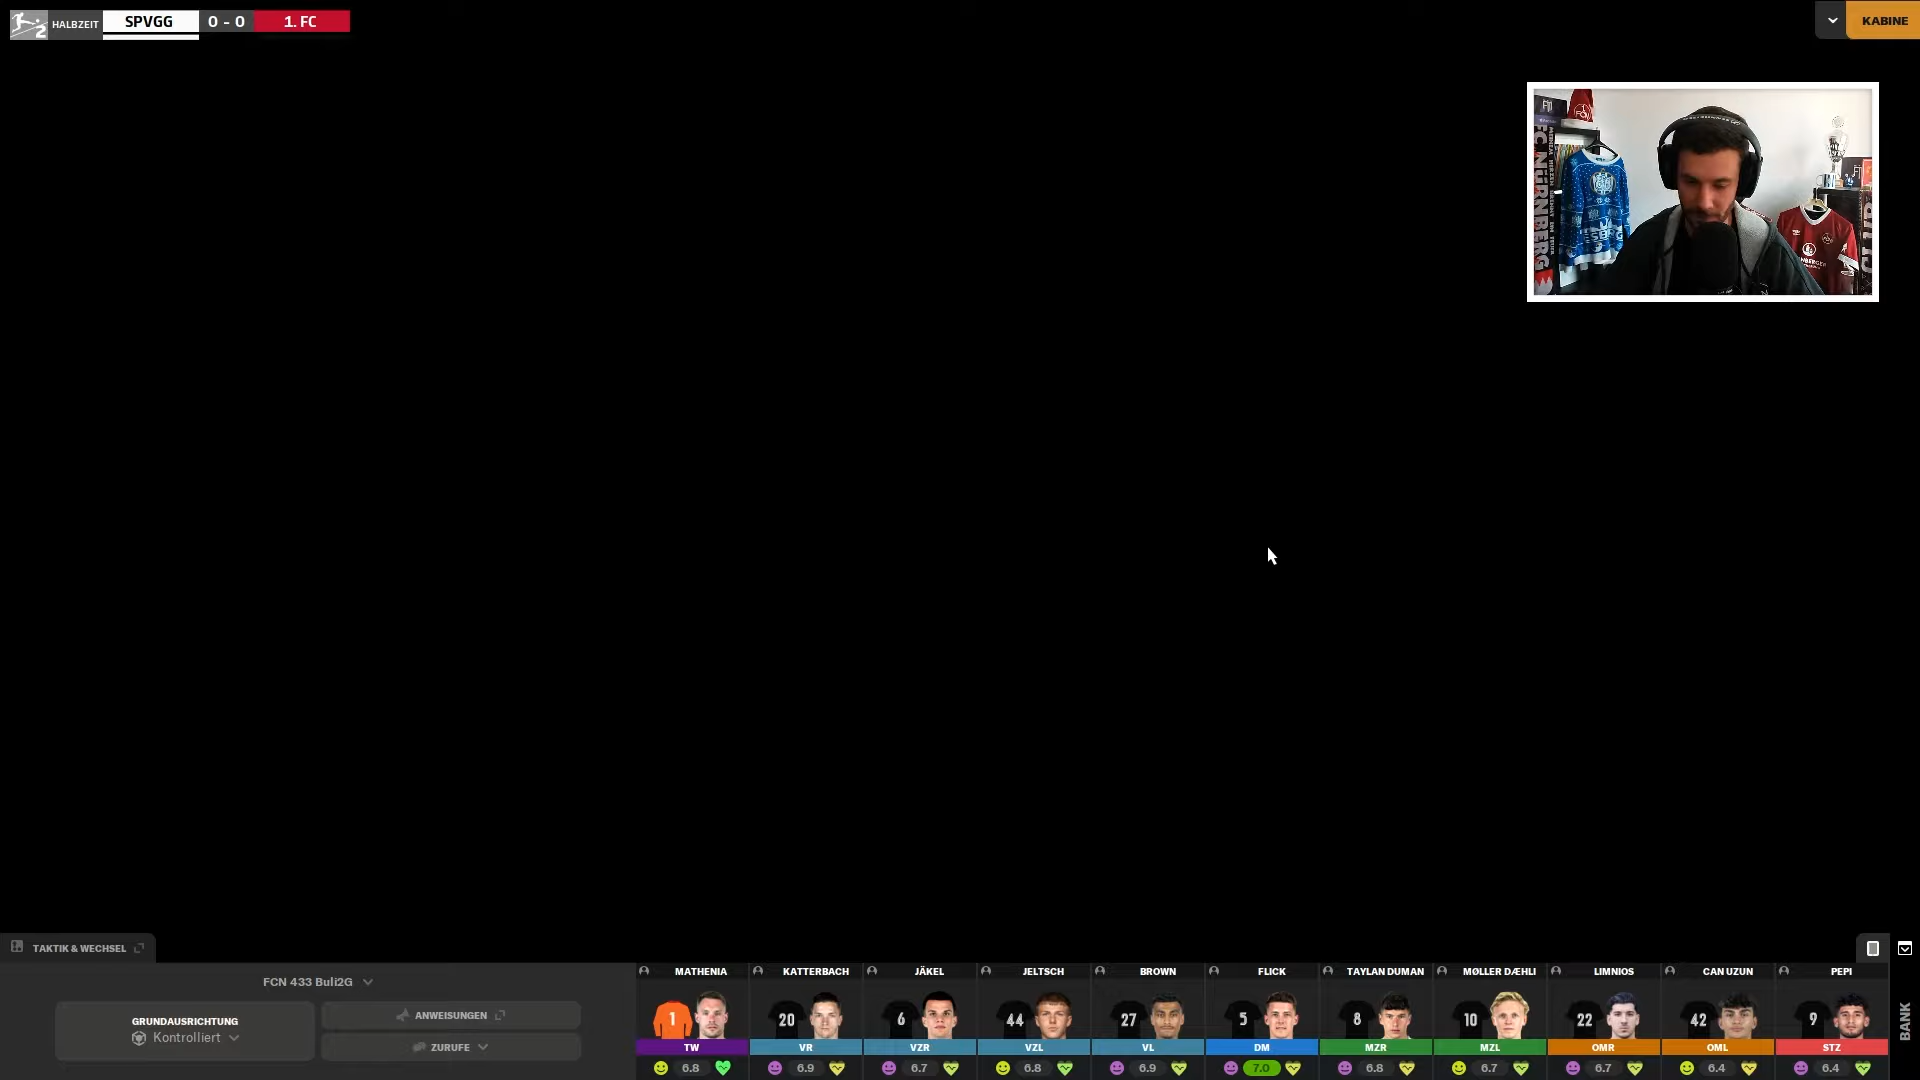 HALBZEIT SPVGG 0 - 0 1. FC
KABINE
FC NÜRNBERG
TAKTIK & WECHSEL
FCN 433 Buli2G
GRUNDAUSRICHTUNG
Kontrolliert
ANWEISUNGEN
ZURUFE
MATHENIA KATTERBACH JÄKEL JELTSCH BROWN FLICK TAYLAN DUMAN MØLLER DÆHLI LIMNIOS CAN UZUN PEPI
1 20 6 44 27 5 8 10 22 42 9
TW VR VZR VZL VL DM MZR MZL OMR OML STZ
6.8 6.9 6.7 6.8 6.9 7.0 6.8 6.7 6.7 6.4 6.4
BANK